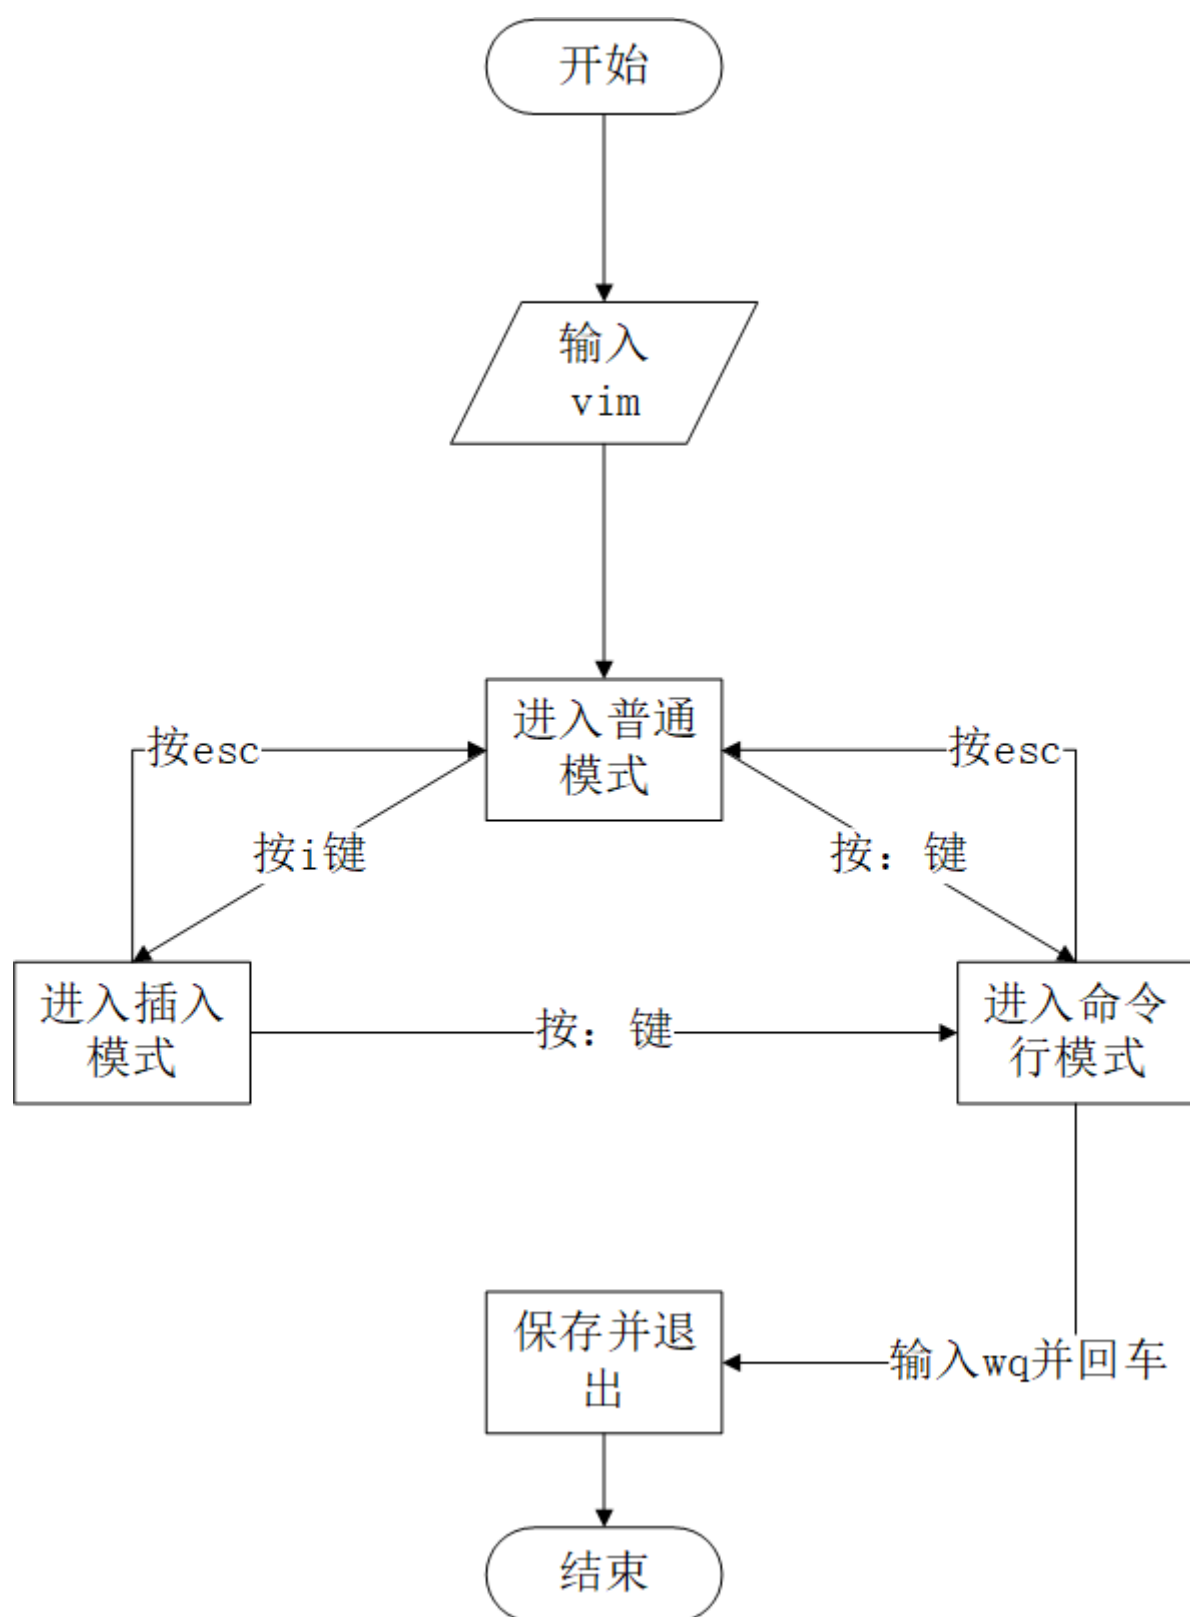 开始
输入
vim
进入普通
模式
按esc
按esc
按i键
按：键
进入插入
模式
按：键
进入命令
行模式
保存并退
出
输入wq并回车
结束